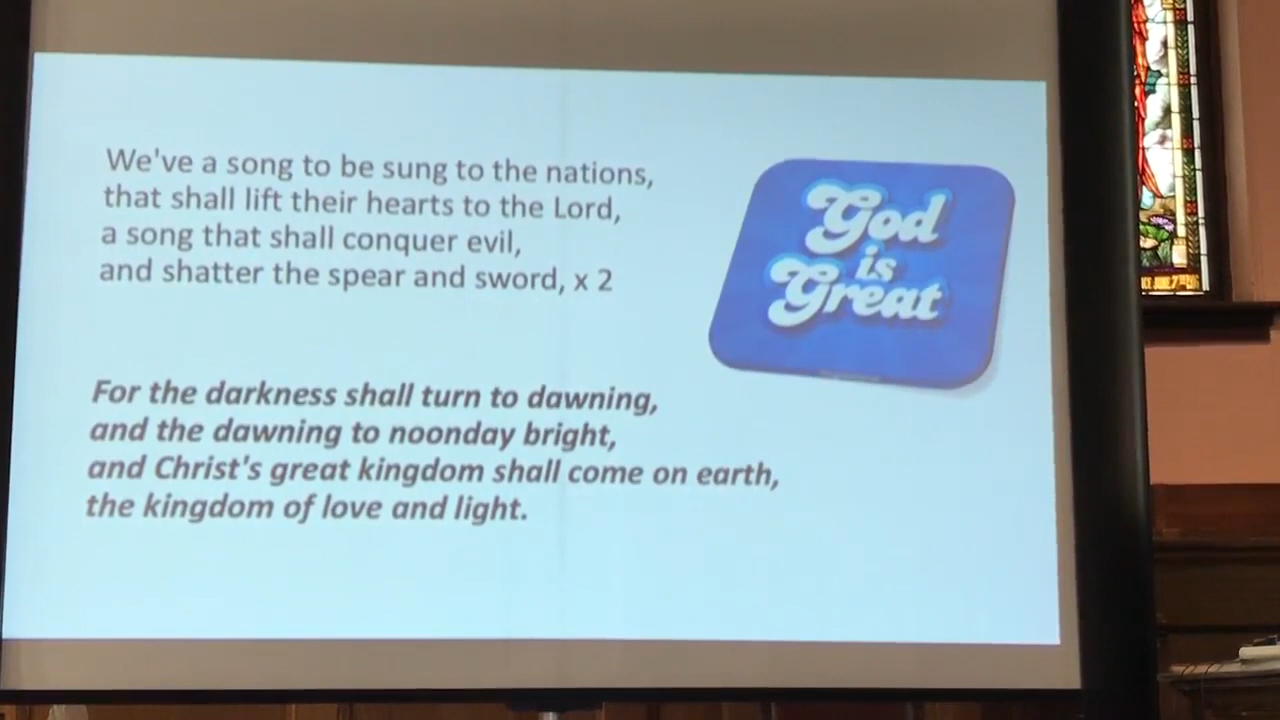 We've a song to be sung to the nations,
that shall lift their hearts to the Lord,
a song that shall conquer evil,
and shatter the spear and sword, x 2
God
is
Great
For the darkness shall turn to dawning,
and the dawning to noonday bright,
and Christ's great kingdom shall come on earth,
the kingdom of love and light.
JUNE 7